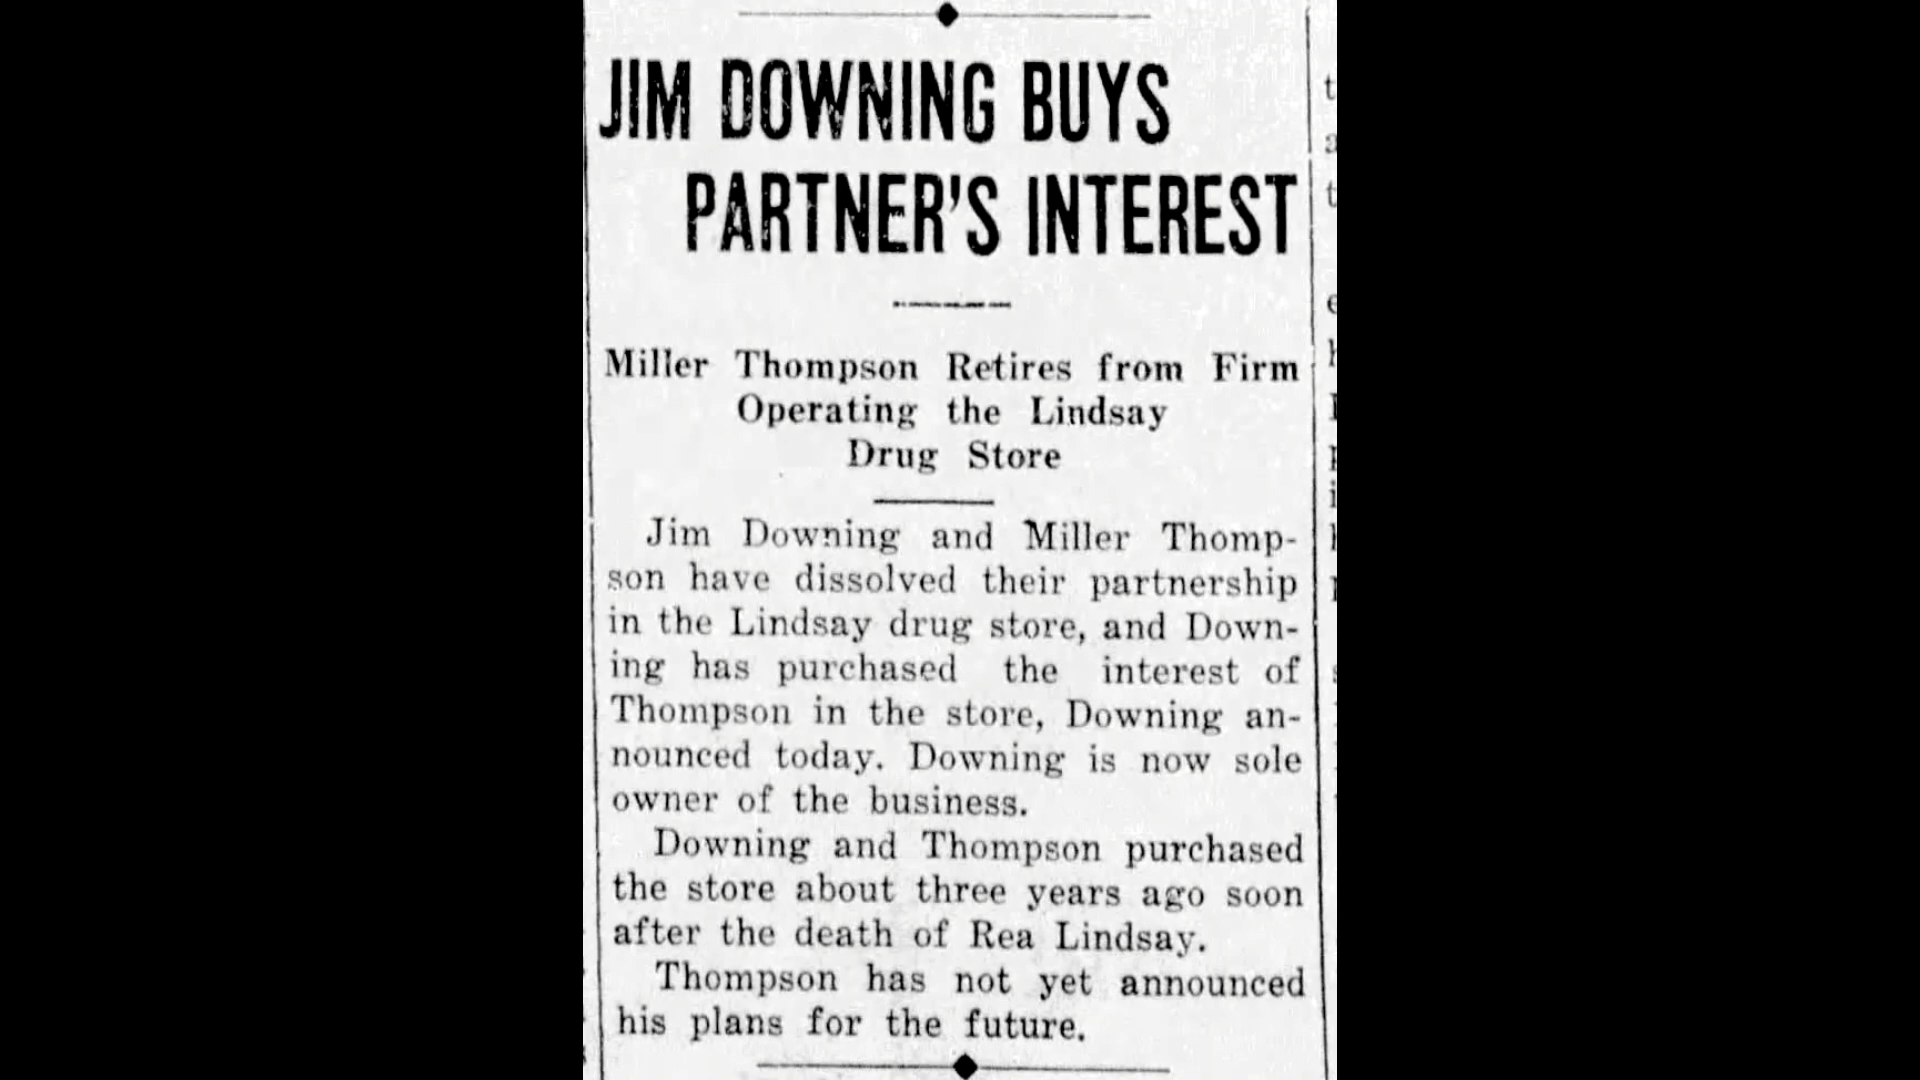 JIM DOWNING BUYS
PARTNER'S INTEREST
Miller Thompson Retires from Firm
Operating the Lindsay
Drug Store
Jim Downing and Miller Thomp-
son have dissolved their partnership
in the Lindsay drug store, and Down-
ing has purchased the interest of
Thompson in the store, Downing an-
nounced today. Downing is now sole
owner of the business.
Downing and Thompson purchased
the store about three years ago soon
after the death of Rea Lindsay.
Thompson has not yet announced
his plans for the future.